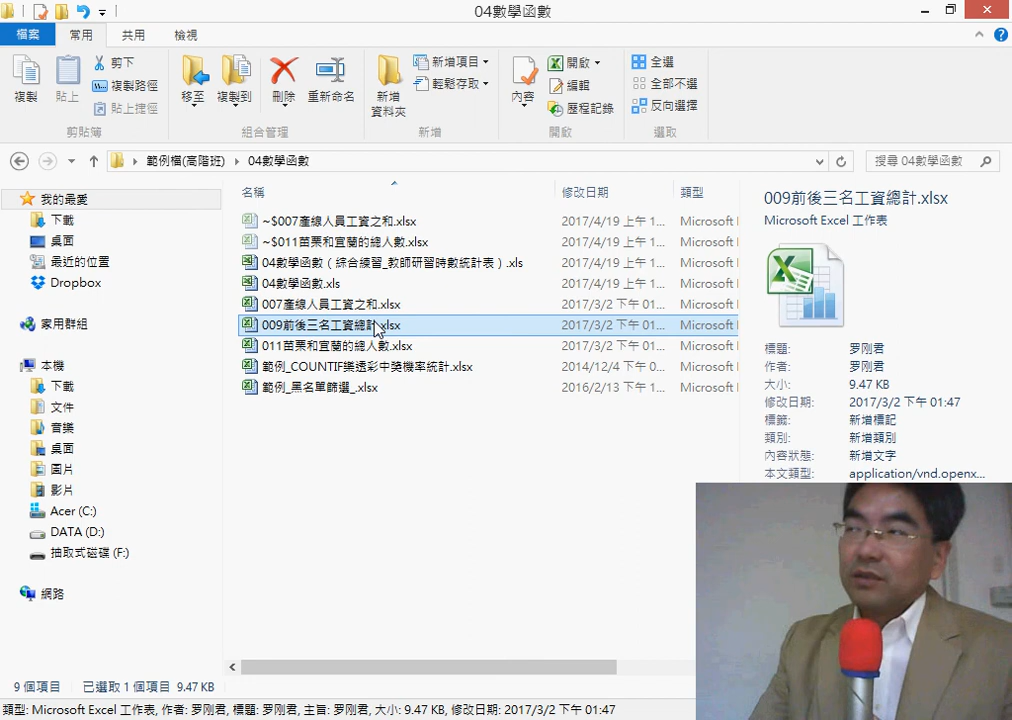 04數學函數
檔案 常用 共用 檢視
複製
貼上
剪下
複製路徑
貼上捷徑
剪貼簿
移至
複製到
刪除
重新命名
組合管理
新增
資料夾
新增項目
輕鬆存取
新增
內容
開啟
編輯
歷程記錄
開啟
全選
全部不選
反向選擇
選取
範例檔(高階班) 04數學函數
搜尋 04數學函數
我的最愛
下載
桌面
最近的位置
Dropbox
家用群組
本機
下載
文件
音樂
桌面
圖片
影片
Acer (C:)
DATA (D:)
抽取式磁碟 (F:)
網路
名稱 修改日期 類型
~$007產線人員工資之和.xlsx 2017/4/19 上午 1... Microsoft
~$011苗栗和宜蘭的總人數.xlsx 2017/4/19 上午 1... Microsoft
04數學函數（綜合練習_教師研習時數統計表）.xls 2017/4/19 上午 1... Microsoft
04數學函數.xls 2017/4/19 上午 1... Microsoft
007產線人員工資之和.xlsx 2017/3/2 下午 01... Microsoft
009前後三名工資總計.xlsx 2017/3/2 下午 01... Microsoft
011苗栗和宜蘭的總人數.xlsx 2017/3/2 下午 01... Microsoft
範例_COUNTIF樂透彩中獎機率統計.xlsx 2014/12/4 下午 0... Microsoft
範例_黑名單篩選_.xlsx 2016/2/13 下午 1... Microsoft
009前後三名工資總計.xlsx
Microsoft Excel 工作表
標題: 罗刚君
作者: 罗刚君
大小: 9.47 KB
修改日期: 2017/3/2 下午 01:47
標籤: 新增標記
類別: 新增類別
內容狀態: 新增文字
本文類型: application/vnd.openx...
9 個項目 已選取 1 個項目 9.47 KB
類型: Microsoft Excel 工作表, 作者: 罗刚君, 標題: 罗刚君, 主旨: 罗刚君, 大小: 9.47 KB, 修改日期: 2017/3/2 下午 01:47